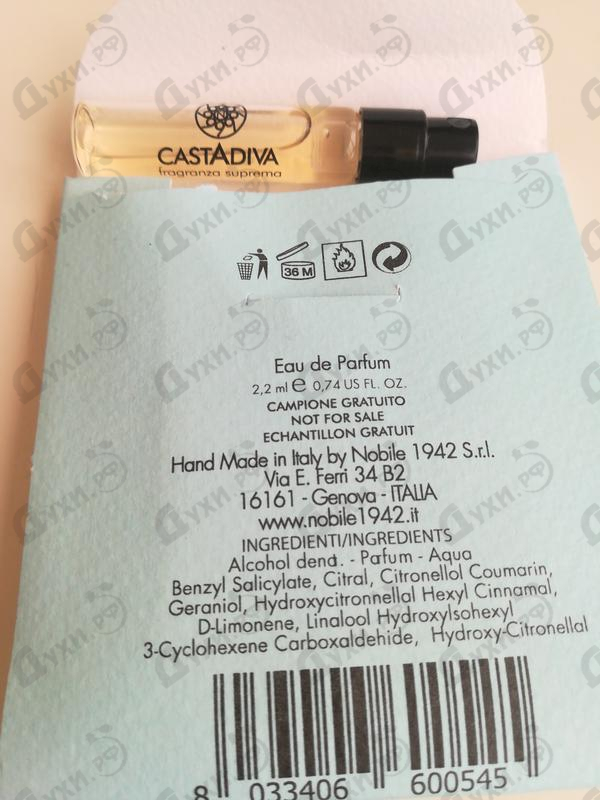 CASTADIVA
fragranza suprema
36 M
Eau de Parfum
2,2 ml e 0,74 US FL. OZ.
CAMPIONE GRATUITO
NOT FOR SALE
ECHANTILLON GRATUIT
Hand Made in Italy by Nobile 1942 S.r.l.
Via E. Ferri 34 B2
16161 - Genova - ITALIA
www.nobile1942.it
INGREDIENTI/INGREDIENTS
Alcohol dend. - Parfum - Aqua
Benzyl Salicylate, Citral, Citronellol Coumarin,
Geraniol, Hydroxycitronnellal Hexyl Cinnamal,
D-Limonene, Linalool Hydroxylsohexyl
3-Cyclohexene Carboxaldehyde, Hydroxy-Citronellal
8 033406 600545
Духи.рф